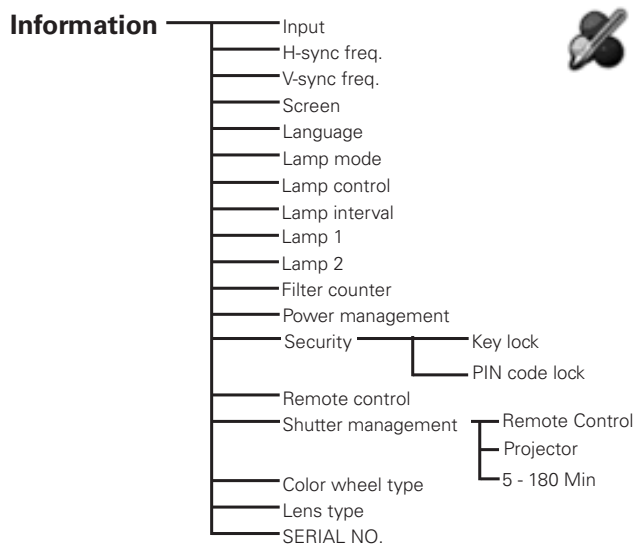 Information
Input
H-sync freq.
V-sync freq.
Screen
Language
Lamp mode
Lamp control
Lamp interval
Lamp 1
Lamp 2
Filter counter
Power management
Security
Key lock
PIN code lock
Remote control
Shutter management
Remote Control
Projector
5 - 180 Min
Color wheel type
Lens type
SERIAL NO.